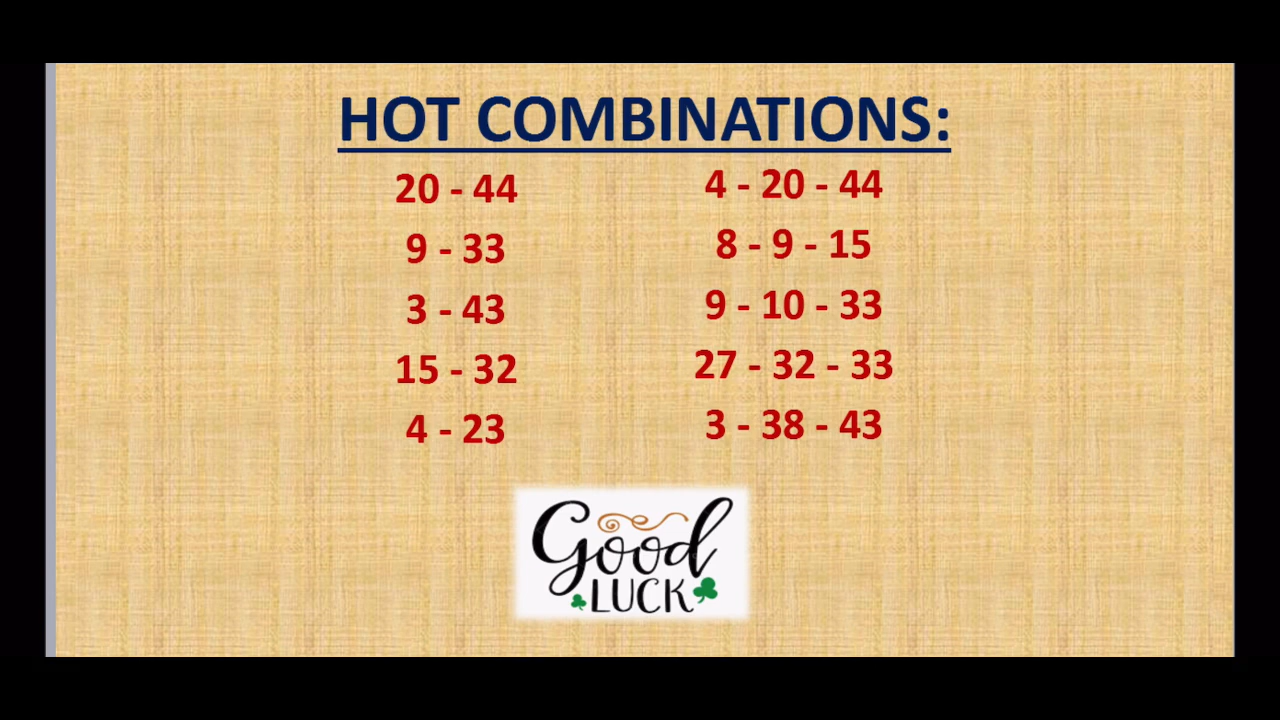 HOT COMBINATIONS:
20 - 44
9 - 33
3 - 43
15 - 32
4 - 23
4 - 20 - 44
8 - 9 - 15
9 - 10 - 33
27 - 32 - 33
3 - 38 - 43
Good
LUCK